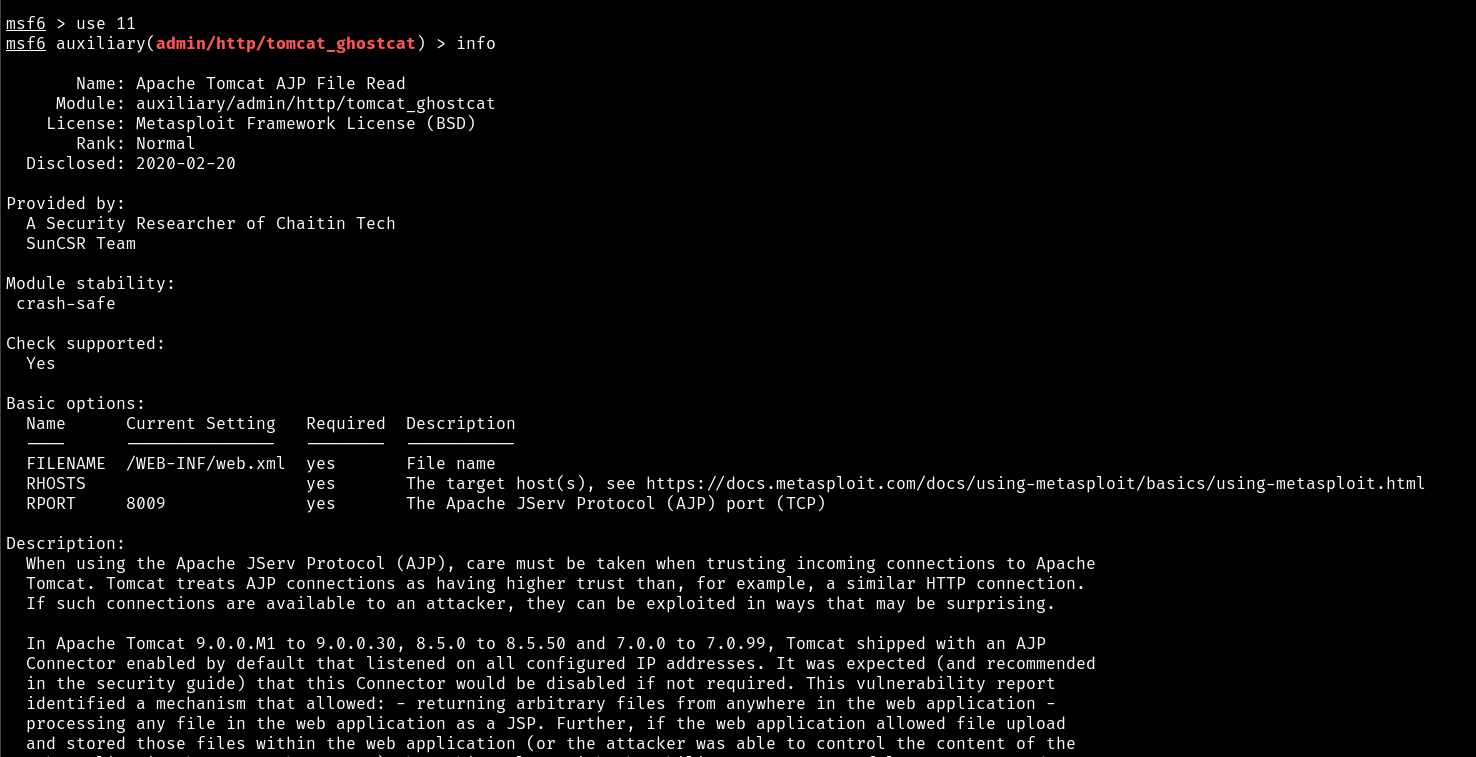 msf6 > use 11
msf6 auxiliary(admin/http/tomcat_ghostcat) > info
Name: Apache Tomcat AJP File Read
Module: auxiliary/admin/http/tomcat_ghostcat
License: Metasploit Framework License (BSD)
Rank: Normal
Disclosed: 2020-02-20
Provided by:
A Security Researcher of Chaitin Tech
SunCSR Team
Module stability:
crash-safe
Check supported:
Yes
Basic options:
Name Current Setting Required Description
---- --------------- -------- -----------
FILENAME /WEB-INF/web.xml yes File name
RHOSTS yes The target host(s), see https://docs.metasploit.com/docs/using-metasploit/basics/using-metasploit.html
RPORT 8009 yes The Apache JServ Protocol (AJP) port (TCP)
Description:
When using the Apache JServ Protocol (AJP), care must be taken when trusting incoming connections to Apache
Tomcat. Tomcat treats AJP connections as having higher trust than, for example, a similar HTTP connection.
If such connections are available to an attacker, they can be exploited in ways that may be surprising.
In Apache Tomcat 9.0.0.M1 to 9.0.0.30, 8.5.0 to 8.5.50 and 7.0.0 to 7.0.99, Tomcat shipped with an AJP
Connector enabled by default that listened on all configured IP addresses. It was expected (and recommended
in the security guide) that this Connector would be disabled if not required. This vulnerability report
identified a mechanism that allowed: - returning arbitrary files from anywhere in the web application -
processing any file in the web application as a JSP. Further, if the web application allowed file upload
and stored those files within the web application (or the attacker was able to control the content of the